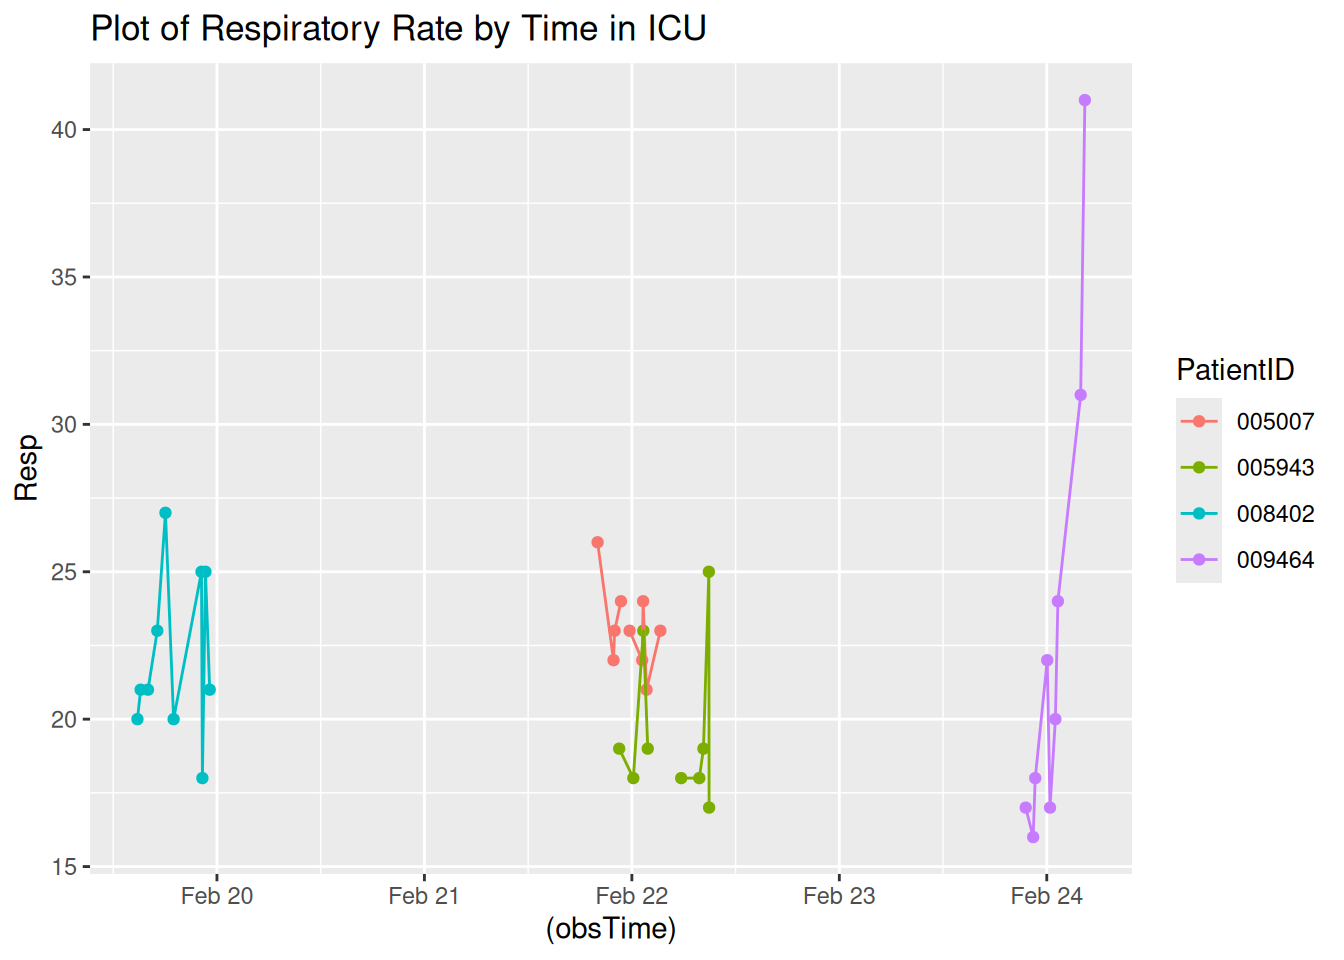 Plot of Respiratory Rate by Time in ICU
40
35
30
25
20
15
Resp
Feb 20 Feb 21 Feb 22 Feb 23 Feb 24
(obsTime)
PatientID
005007
005943
008402
009464